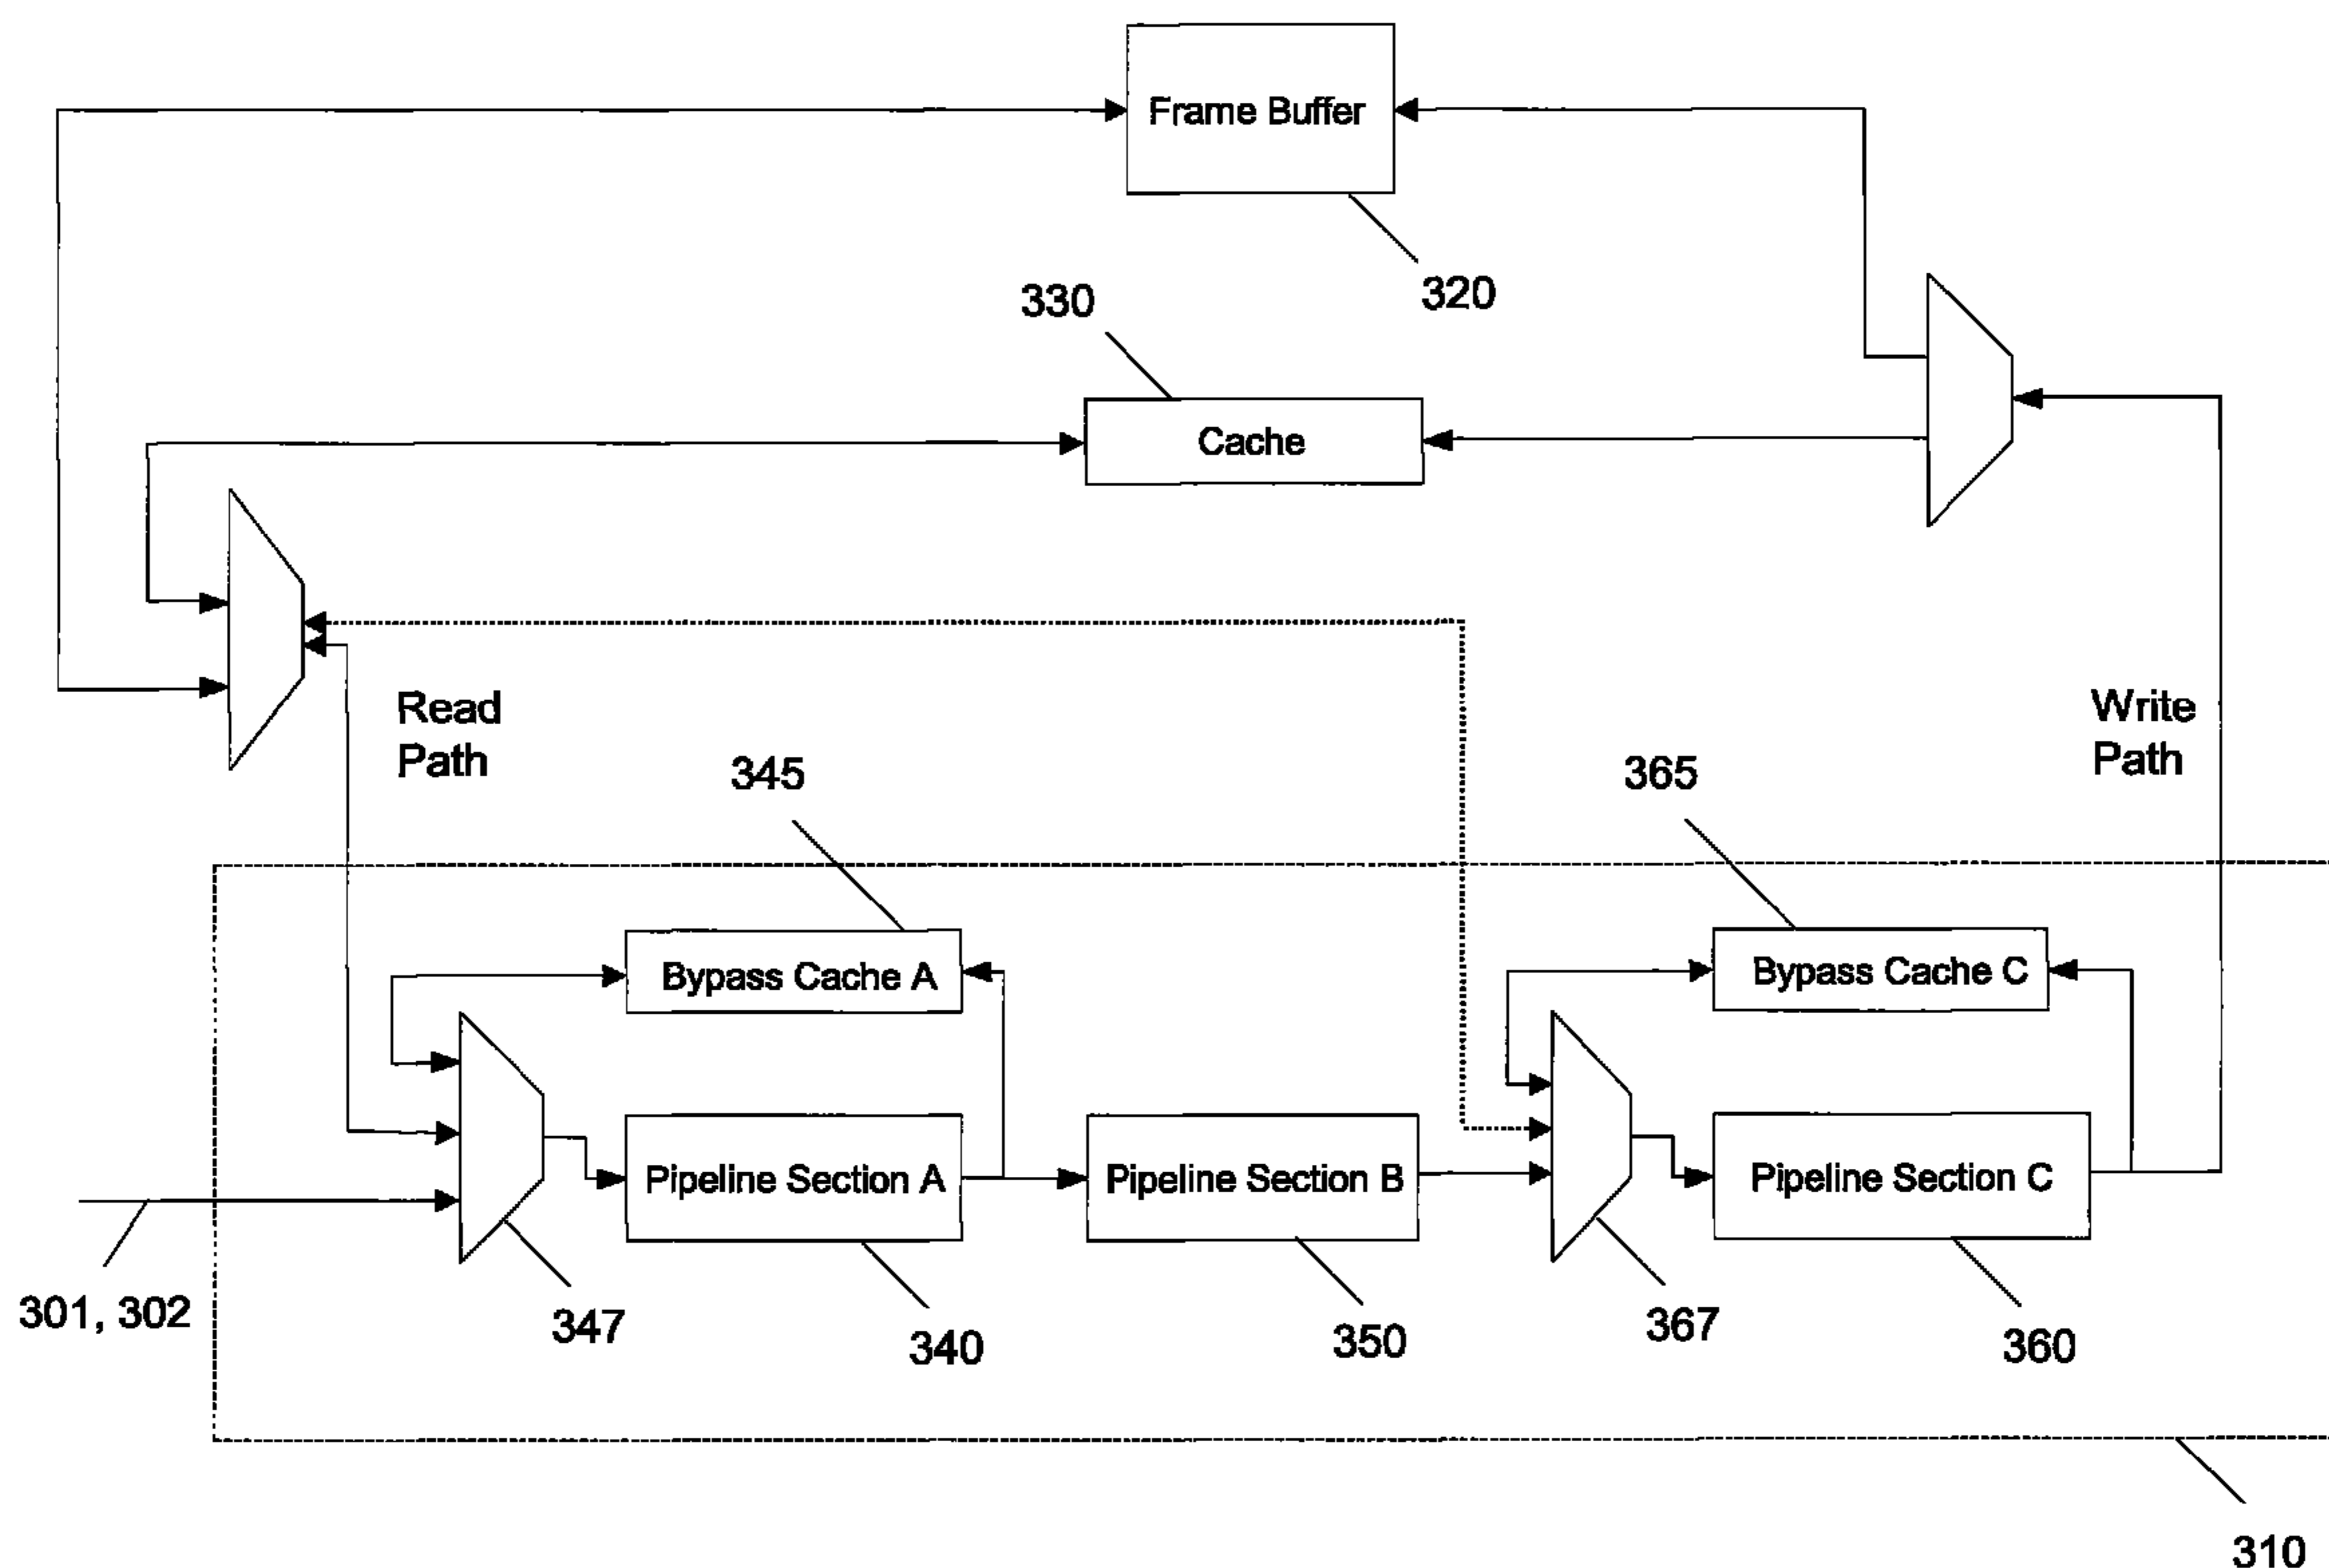 Frame Buffer
320
330
Cache
Read
Path
Write
Path
345
365
Bypass Cache A
Bypass Cache C
Pipeline Section A
Pipeline Section B
Pipeline Section C
301, 302
347
340
350
367
360
310